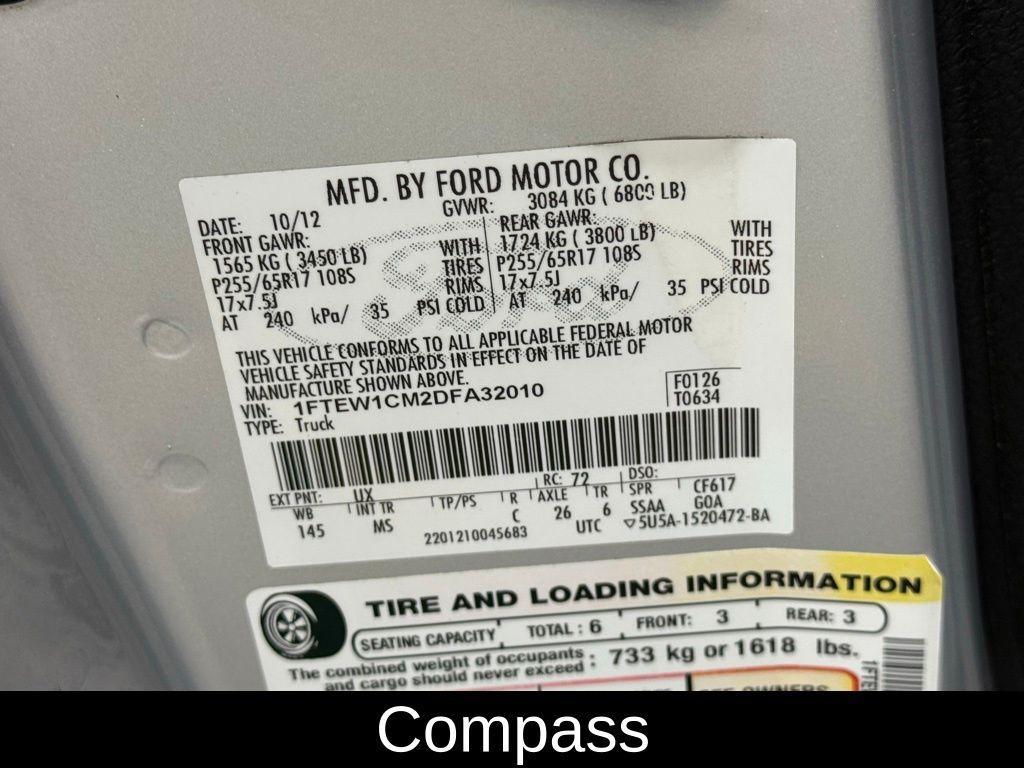 MFD. BY FORD MOTOR CO.
DATE: 10/12 GVWR: 3084 KG ( 6800 LB)
FRONT GAWR: REAR GAWR:
1565 KG ( 3450 LB) WITH 1724 KG ( 3800 LB) WITH
P255/65R17 108S TIRES P255/65R17 108S TIRES
17x7.5J RIMS 17x7.5J RIMS
AT 240 kPa/ 35 PSI COLD AT 240 kPa/ 35 PSI COLD
THIS VEHICLE CONFORMS TO ALL APPLICABLE FEDERAL MOTOR
VEHICLE SAFETY STANDARDS IN EFFECT ON THE DATE OF
MANUFACTURE SHOWN ABOVE.
VIN: 1FTEW1CM2DFA32010 F0126
TYPE: Truck T0634
EXT PNT: UX RC: 72 DSO:
WB INT TR TP/PS R AXLE TR SPR CF617
145 MS C 26 6 SSAA GOA
2201210045683 UTC ▽5U5A-1520472-BA
TIRE AND LOADING INFORMATION
SEATING CAPACITY TOTAL : 6 FRONT: 3 REAR: 3
The combined weight of occupants
and cargo should never exceed : 733 kg or 1618 lbs.
Compass